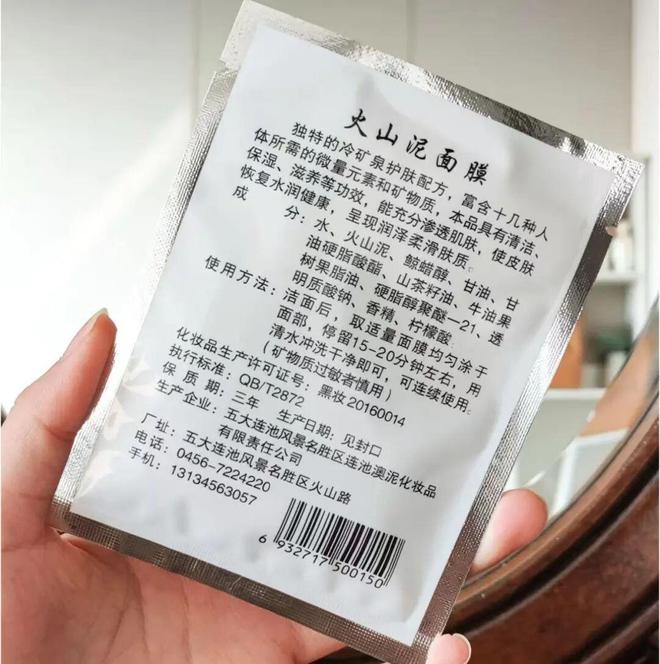 火山泥面膜
独特的冷矿泉护肤配方，富含十几种人
体所需的微量元素和矿物质，本品具有清洁、
保湿、滋养等功效，能充分渗透肌肤，使皮肤
恢复水润健康，呈现润泽柔滑肤质。
成 分：水、火山泥、鲸蜡醇、甘油、甘
油硬脂酸酯、山茶籽油、牛油果
树果脂油、硬脂醇聚醚—21、透
明质酸钠、香精、柠檬酸。
使用方法：洁面后，取适量面膜均匀涂于
面部，停留15-20分钟左右，用
清水冲洗干净即可，可连续使用。
（矿物质过敏者慎用）
化妆品生产许可证号：黑妆20160014
执行标准：QB/T2872
保 质 期：三年 生产日期：见封口
生产企业：五大连池风景名胜区连池澳泥化妆品
有限责任公司
厂址：五大连池风景名胜区火山路
电话：0456-7224220
手机：13134563057
6 932717 500150